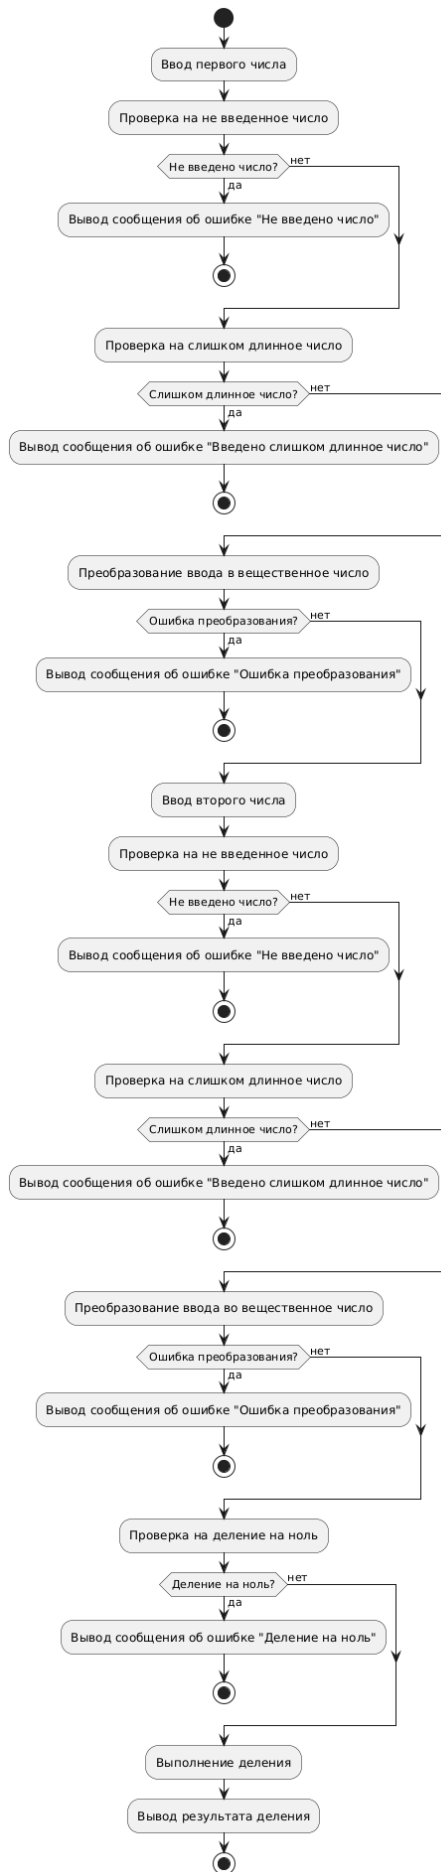 Ввод первого числа
Проверка на не введенное число
Не введено число?
нет
да
Вывод сообщения об ошибке "Не введено число"
Проверка на слишком длинное число
Слишком длинное число?
нет
да
Вывод сообщения об ошибке "Введено слишком длинное число"
Преобразование ввода в вещественное число
Ошибка преобразования?
нет
да
Вывод сообщения об ошибке "Ошибка преобразования"
Ввод второго числа
Проверка на не введенное число
Не введено число?
нет
да
Вывод сообщения об ошибке "Не введено число"
Проверка на слишком длинное число
Слишком длинное число?
нет
да
Вывод сообщения об ошибке "Введено слишком длинное число"
Преобразование ввода во вещественное число
Ошибка преобразования?
нет
да
Вывод сообщения об ошибке "Ошибка преобразования"
Проверка на деление на ноль
Деление на ноль?
нет
да
Вывод сообщения об ошибке "Деление на ноль"
Выполнение деления
Вывод результата деления